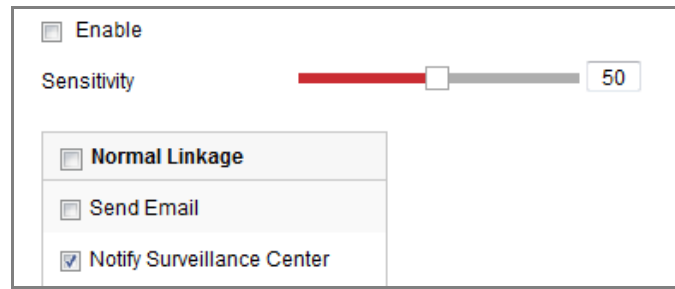 Enable
Sensitivity 50
Normal Linkage
Send Email
Notify Surveillance Center